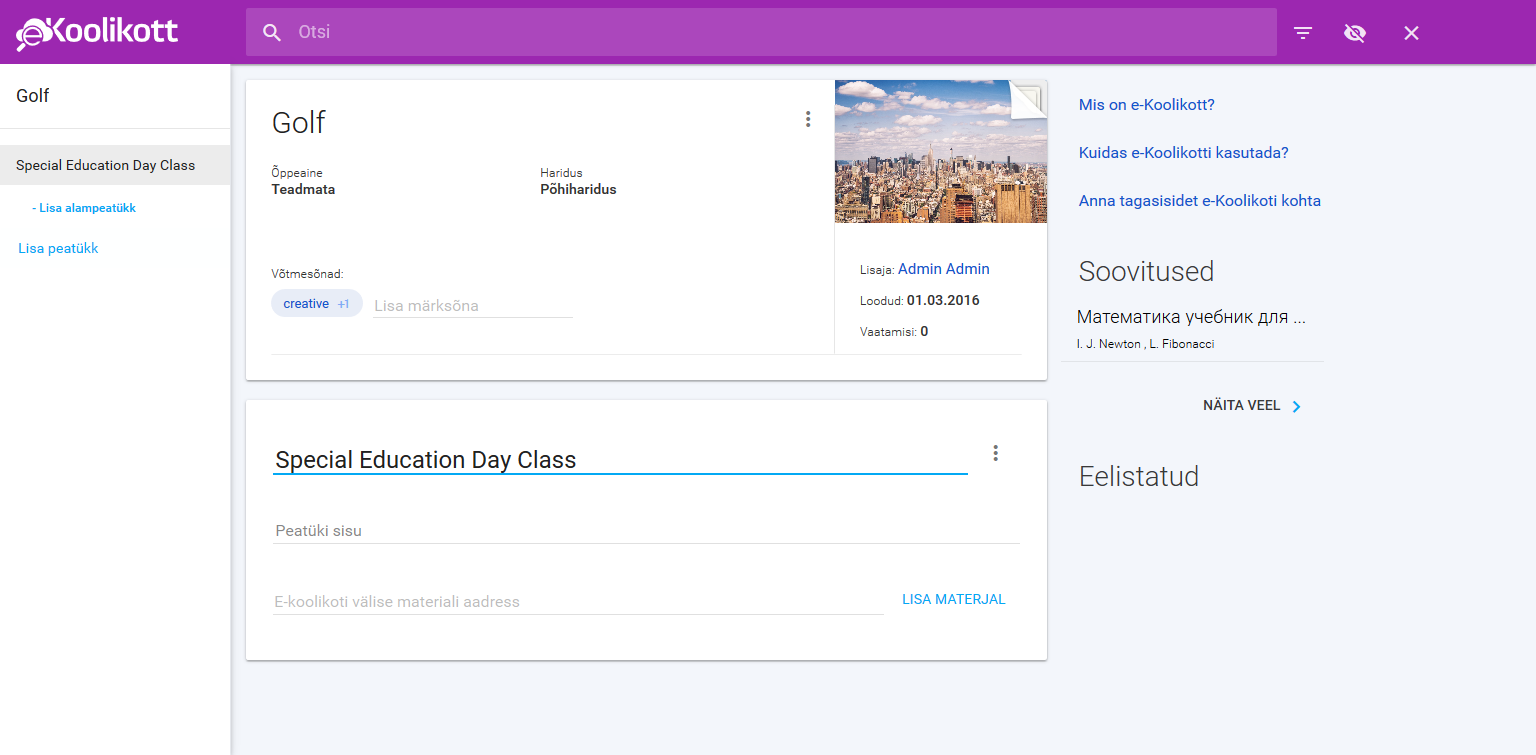 e-Koolikott
Otsi
Golf
Special Education Day Class
- Lisa alampeatükk
Lisa peatükk
Golf
Õppeaine
Teadmata
Haridus
Põhiharidus
Võtmesõnad:
creative +1
Lisa märksõna
Lisaja: Admin Admin
Loodud: 01.03.2016
Vaatamisi: 0
Special Education Day Class
Peatüki sisu
E-koolikoti välise materiali aadress
LISA MATERJAL
Mis on e-Koolikott?
Kuidas e-Koolikotti kasutada?
Anna tagasisidet e-Koolikoti kohta
Soovitused
Математика учебник для ...
I. J. Newton , L. Fibonacci
NÄITA VEEL
Eelistatud